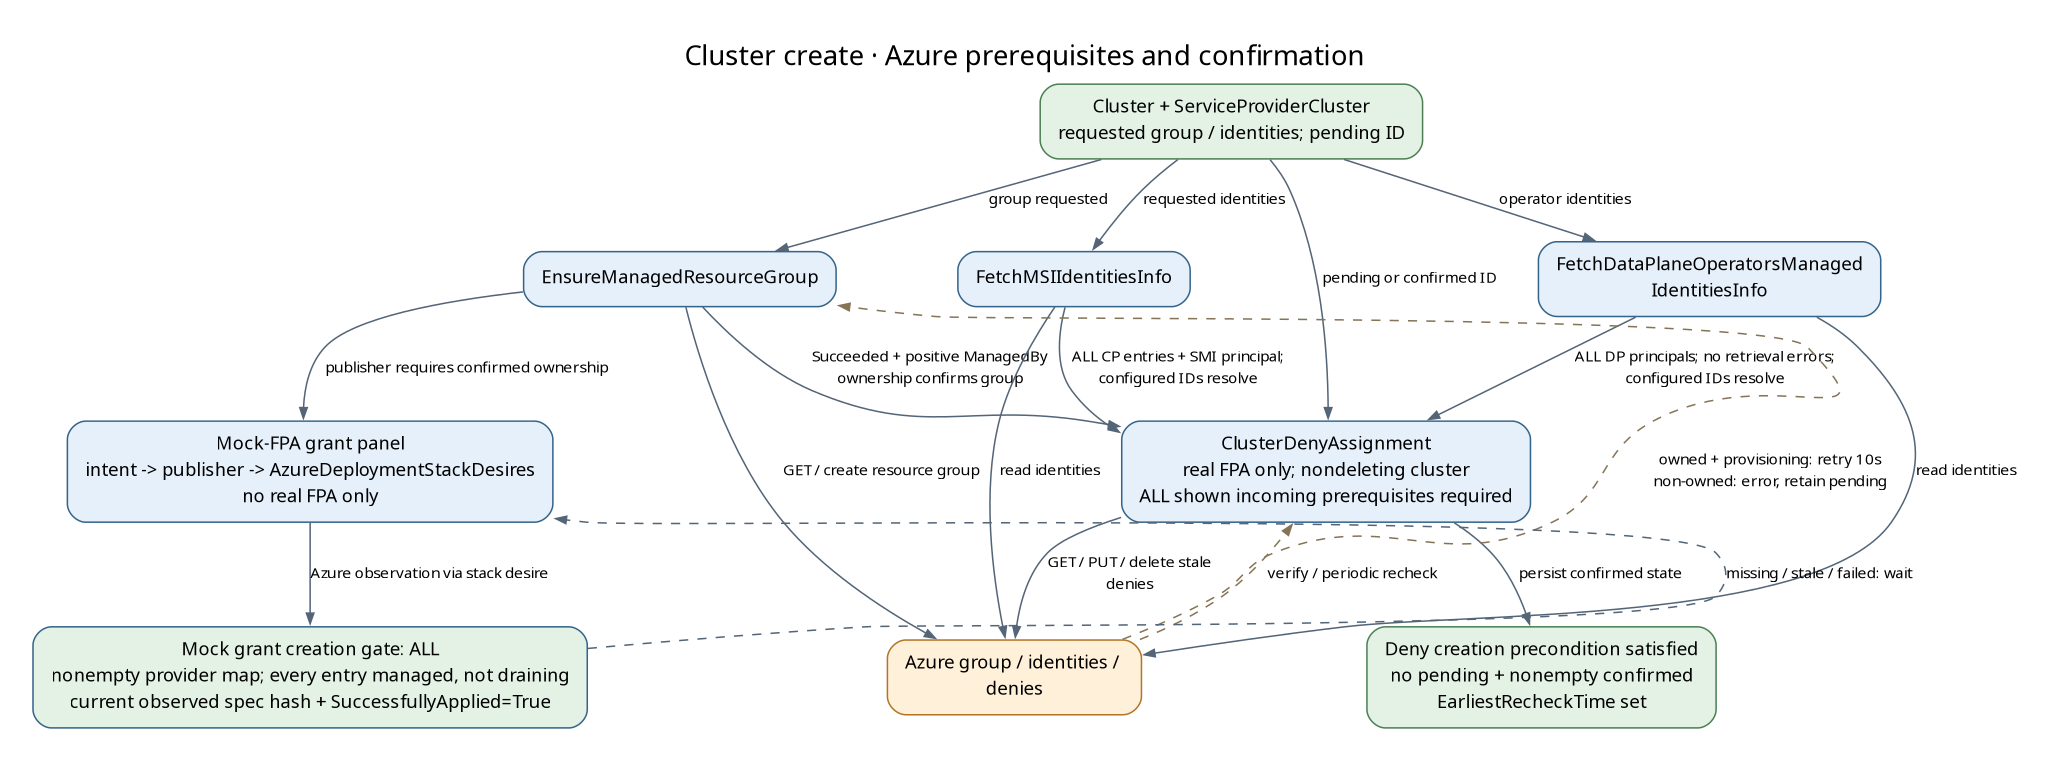 Cluster create · Azure prerequisites and confirmation
Cluster + ServiceProviderCluster
requested group / identities; pending ID
group requested
requested identities
operator identities
EnsureManagedResourceGroup
FetchMSIIdentitiesInfo
pending or confirmed ID
FetchDataPlaneOperatorsManaged
IdentitiesInfo
publisher requires confirmed ownership
Succeeded + positive ManagedBy
ownership confirms group
ALL CP entries + SMI principal;
configured IDs resolve
ALL DP principals; no retrieval errors;
configured IDs resolve
Mock-FPA grant panel
intent -> publisher -> AzureDeploymentStackDesires
no real FPA only
GET / create resource group
read identities
ClusterDenyAssignment
real FPA only; nondeleting cluster
ALL shown incoming prerequisites required
owned + provisioning: retry 10s
non-owned: error, retain pending
read identities
Azure observation via stack desire
GET / PUT / delete stale
denies
verify / periodic recheck
persist confirmed state
missing / stale / failed: wait
Mock grant creation gate: ALL
nonempty provider map; every entry managed, not draining
current observed spec hash + SuccessfullyApplied=True
Azure group / identities /
denies
Deny creation precondition satisfied
no pending + nonempty confirmed
EarliestRecheckTime set